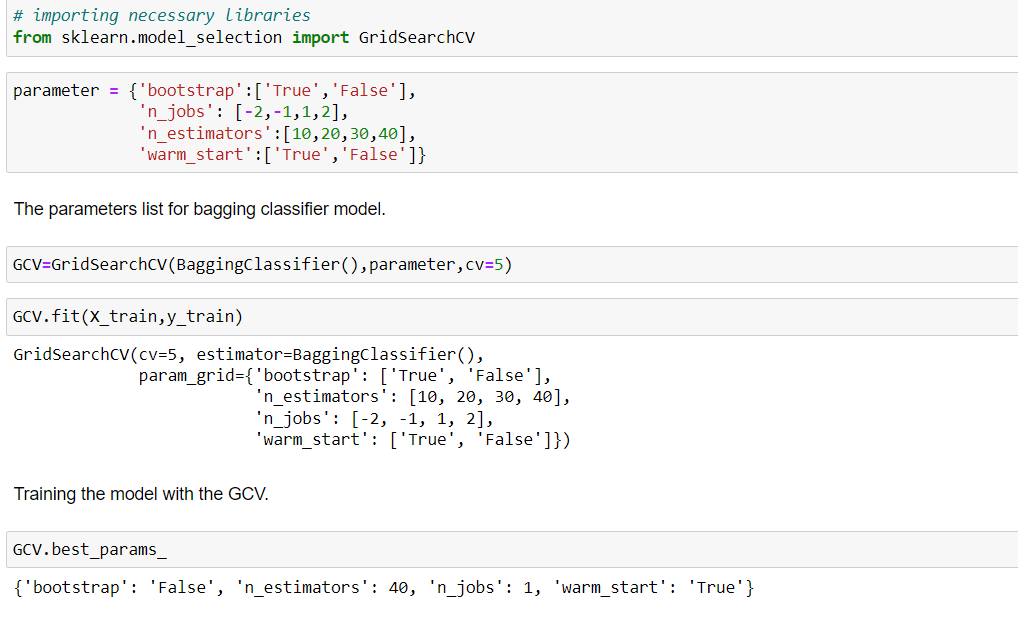 # importing necessary libraries
from sklearn.model_selection import GridSearchCV
parameter = {'bootstrap':['True','False'],
'n_jobs': [-2,-1,1,2],
'n_estimators':[10,20,30,40],
'warm_start':['True','False']}
The parameters list for bagging classifier model.
GCV=GridSearchCV(BaggingClassifier(),parameter,cv=5)
GCV.fit(X_train,y_train)
GridSearchCV(cv=5, estimator=BaggingClassifier(),
param_grid={'bootstrap': ['True', 'False'],
'n_estimators': [10, 20, 30, 40],
'n_jobs': [-2, -1, 1, 2],
'warm_start': ['True', 'False']})
Training the model with the GCV.
GCV.best_params_
{'bootstrap': 'False', 'n_estimators': 40, 'n_jobs': 1, 'warm_start': 'True'}